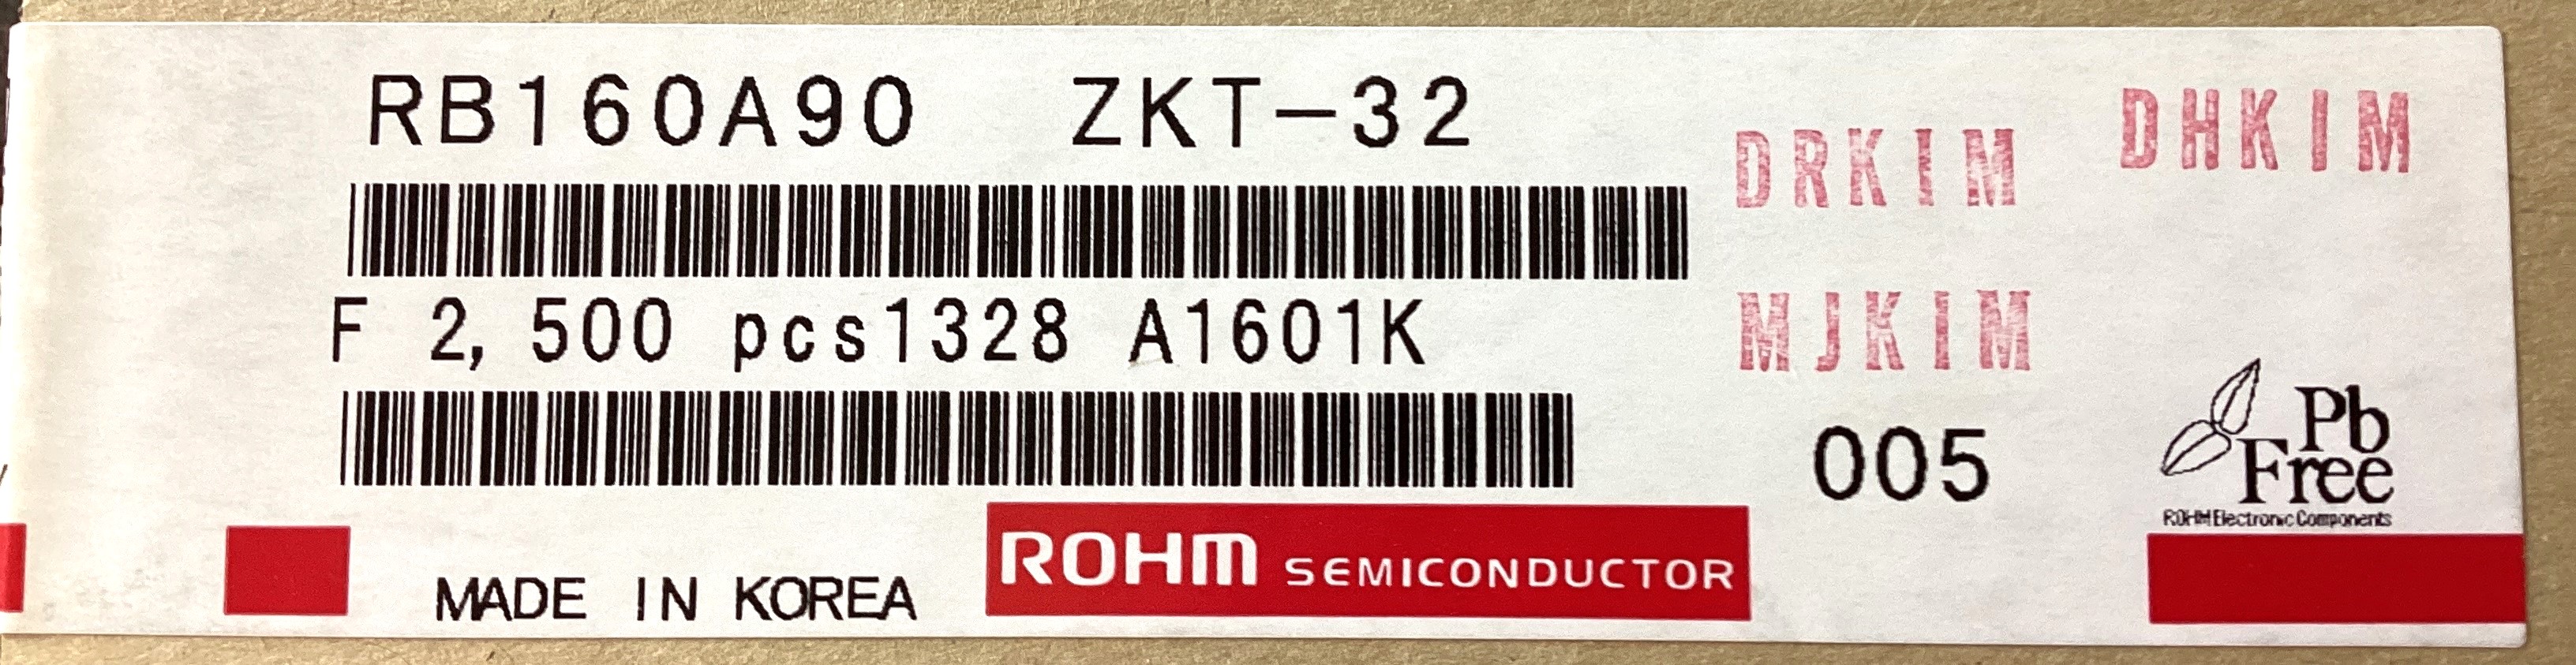 RB160A90 ZKT-32
DRKIM
DHKIM
F 2,500 pcs1328 A1601K
MJKIM
005
Pb
Free
ROHM Electronic Components
MADE IN KOREA
ROHM SEMICONDUCTOR